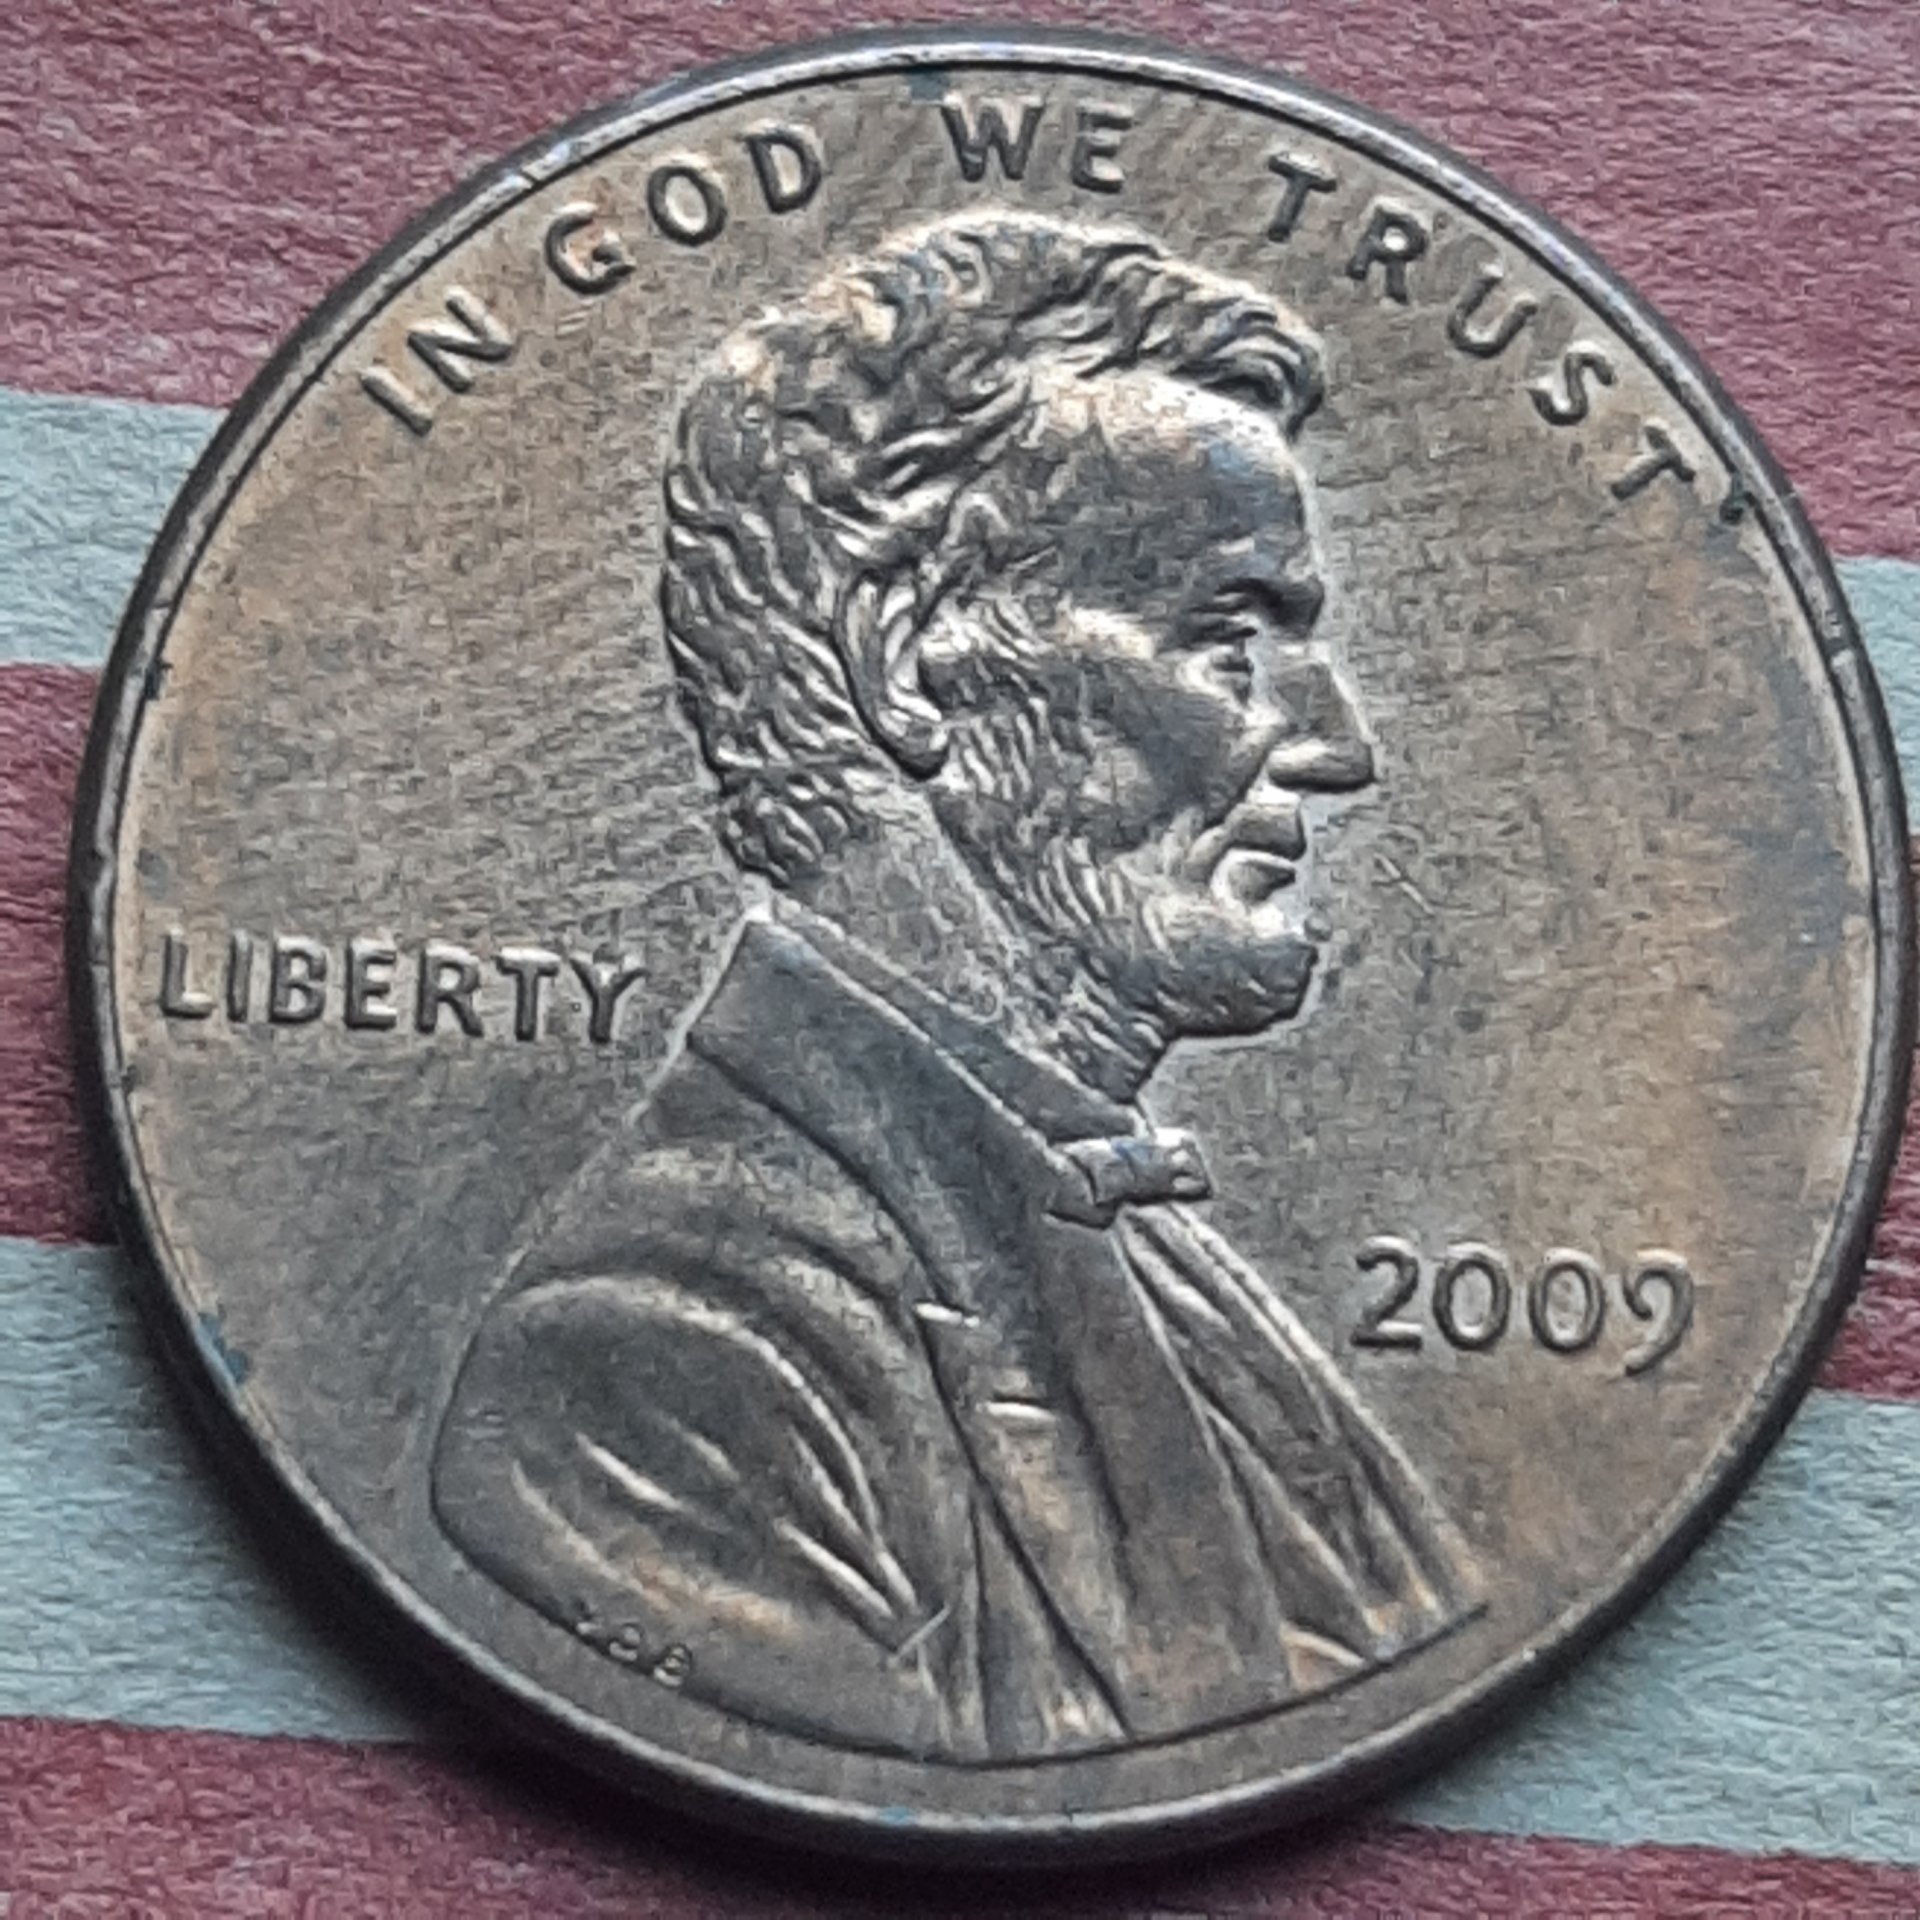 IN GOD WE TRUST
LIBERTY
2009